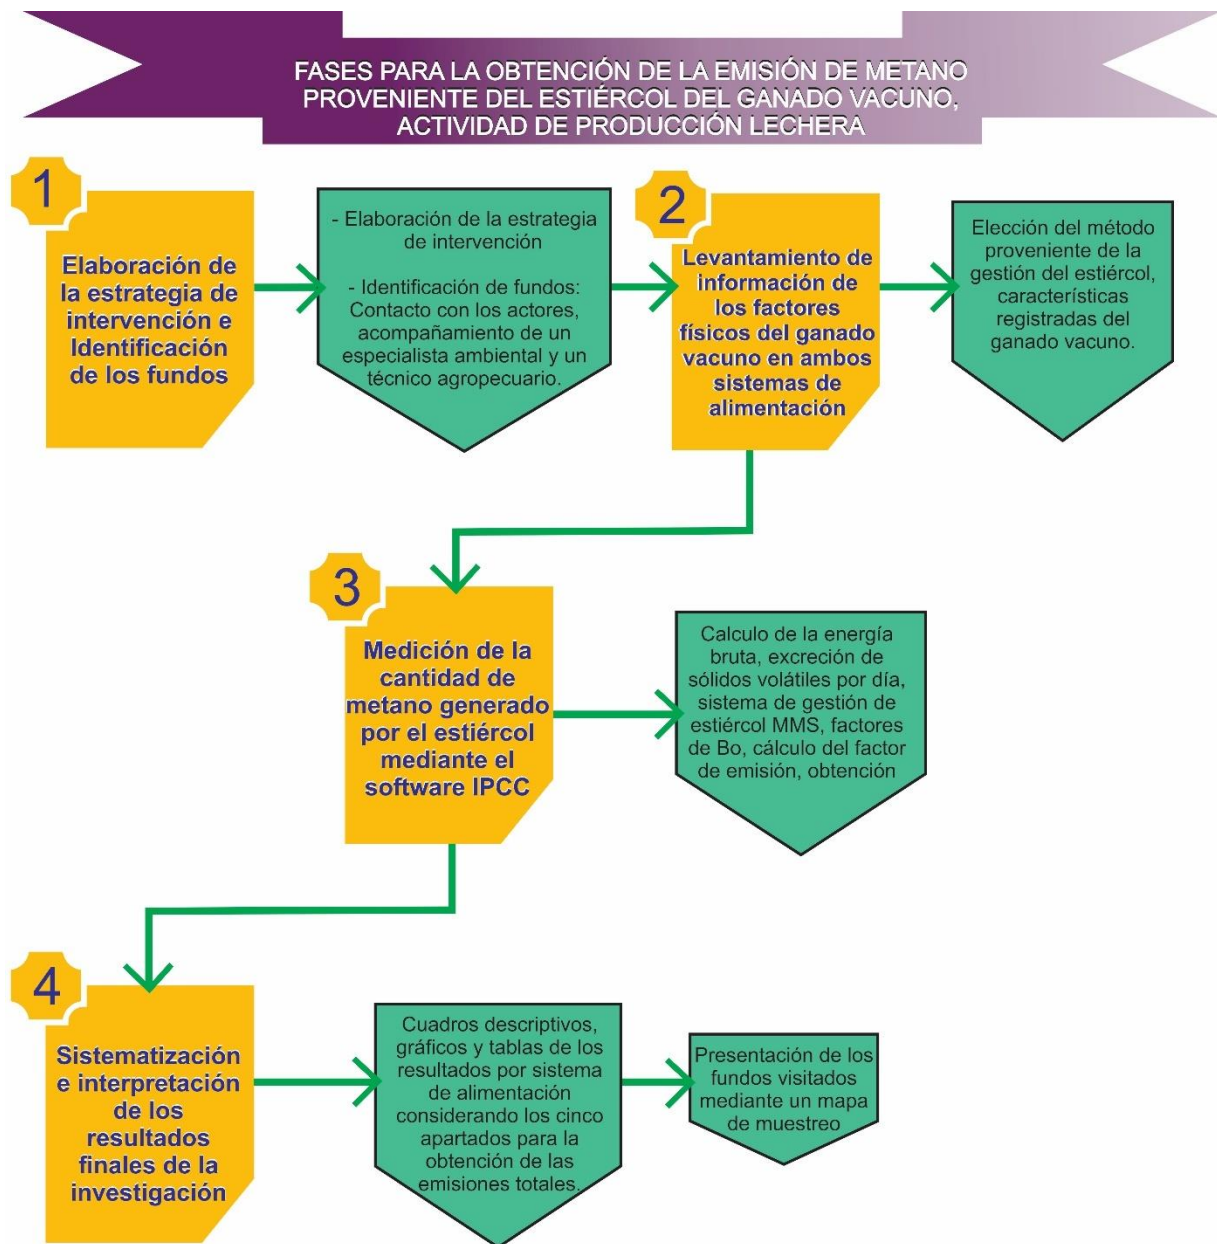 FASES PARA LA OBTENCIÓN DE LA EMISIÓN DE METANO
PROVENIENTE DEL ESTIÉRCOL DEL GANADO VACUNO,
ACTIVIDAD DE PRODUCCIÓN LECHERA
1
Elaboración de
la estrategia de
intervención e
Identificación
de los fundos
- Elaboración de la estrategia
de intervención
- Identificación de fundos:
Contacto con los actores,
acompañamiento de un
especialista ambiental y un
técnico agropecuario.
2
Levantamiento de
información de
los factores
físicos del ganado
vacuno en ambos
sistemas de
alimentación
Elección del método
proveniente de la
gestión del estiércol,
características
registradas del
ganado vacuno.
3
Medición de la
cantidad de
metano generado
por el estiércol
mediante el
software IPCC
Calculo de la energía
bruta, excreción de
sólidos volátiles por día,
sistema de gestión de
estiércol MMS, factores
de Bo, cálculo del factor
de emisión, obtención
4
Sistematización
e interpretación
de los
resultados
finales de la
investigación
Cuadros descriptivos,
gráficos y tablas de los
resultados por sistema
de alimentación
considerando los cinco
apartados para la
obtención de las
emisiones totales.
Presentación de los
fundos visitados
mediante un mapa
de muestreo